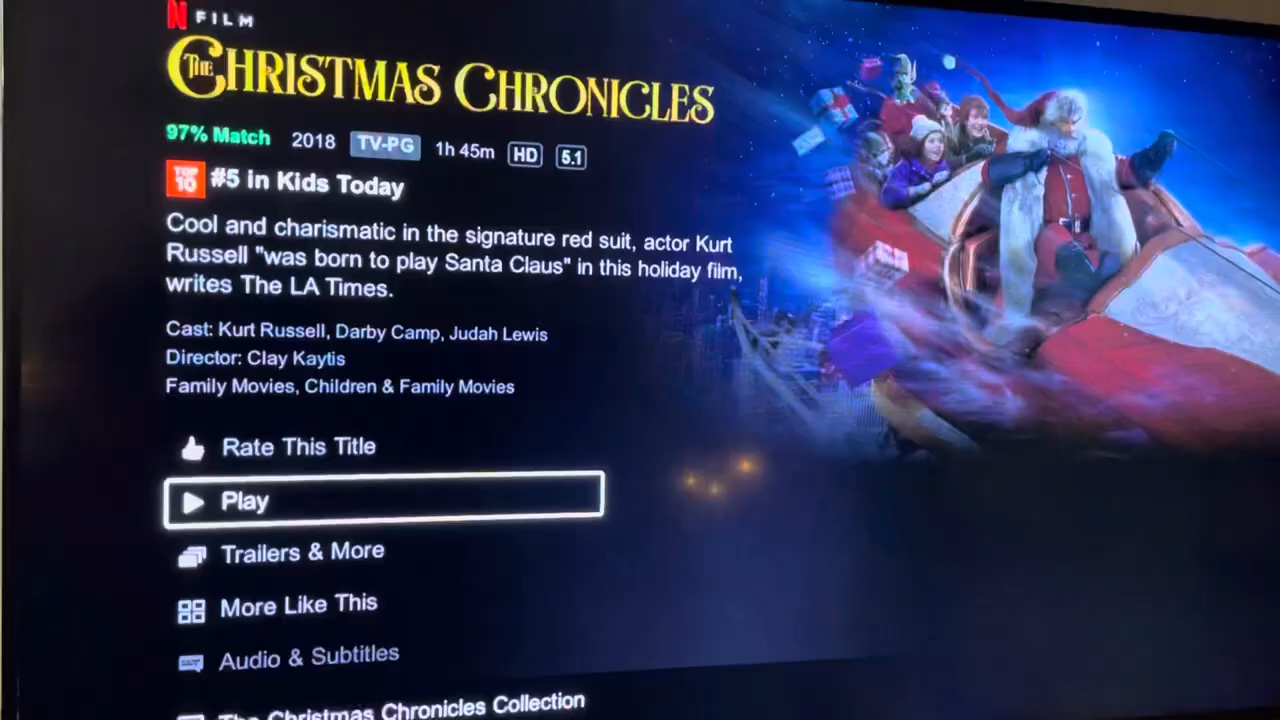 N FILM
THE CHRISTMAS CHRONICLES
97% Match 2018 TV-PG 1h 45m HD 5.1
TOP 10 #5 in Kids Today
Cool and charismatic in the signature red suit, actor Kurt
Russell "was born to play Santa Claus" in this holiday film,
writes The LA Times.
Cast: Kurt Russell, Darby Camp, Judah Lewis
Director: Clay Kaytis
Family Movies, Children & Family Movies
Rate This Title
Play
Trailers & More
More Like This
Audio & Subtitles
The Christmas Chronicles Collection